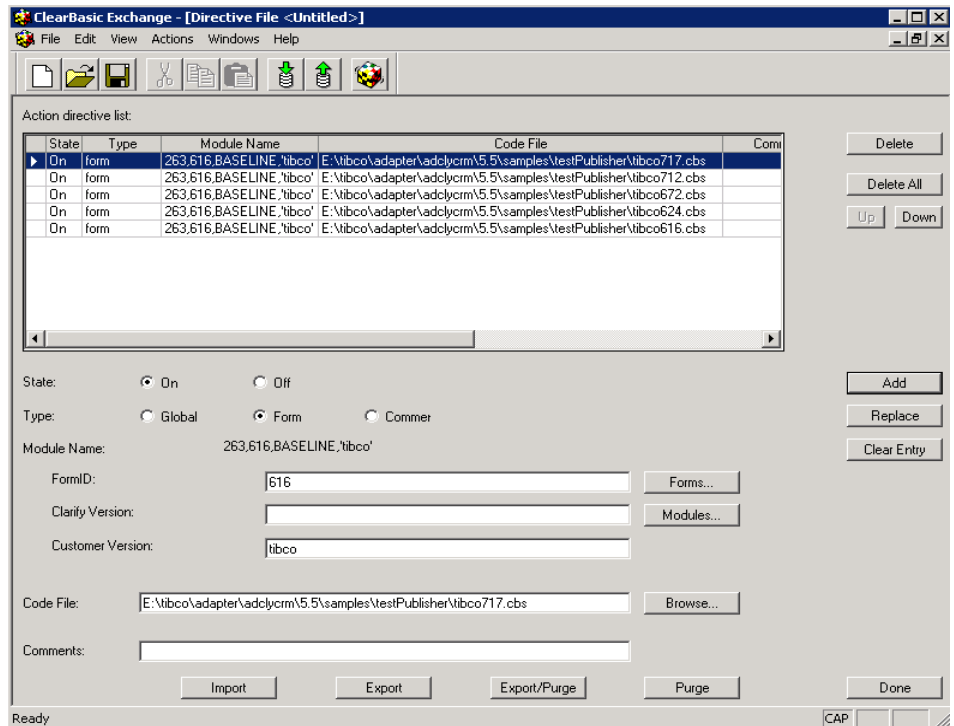 ClearBasic Exchange - [Directive File <Untitled>]
File Edit View Actions Windows Help
Action directive list:
State Type Module Name Code File Com
On form 263,616,BASELINE,'tibco' E:\tibco\adapter\adclycrm\5.5\samples\testPublisher\tibco717.cbs
On form 263,616,BASELINE,'tibco' E:\tibco\adapter\adclycrm\5.5\samples\testPublisher\tibco712.cbs
On form 263,616,BASELINE,'tibco' E:\tibco\adapter\adclycrm\5.5\samples\testPublisher\tibco672.cbs
On form 263,616,BASELINE,'tibco' E:\tibco\adapter\adclycrm\5.5\samples\testPublisher\tibco624.cbs
On form 263,616,BASELINE,'tibco' E:\tibco\adapter\adclycrm\5.5\samples\testPublisher\tibco616.cbs
Delete
Delete All
Up Down
State: On Off
Add
Type: Global Form Commer
Replace
Module Name: 263,616,BASELINE,'tibco'
Clear Entry
FormID: 616 Forms...
Clarify Version: Modules...
Customer Version: tibco
Code File: E:\tibco\adapter\adclycrm\5.5\samples\testPublisher\tibco717.cbs Browse...
Comments:
Import Export Export/Purge Purge Done
Ready CAP